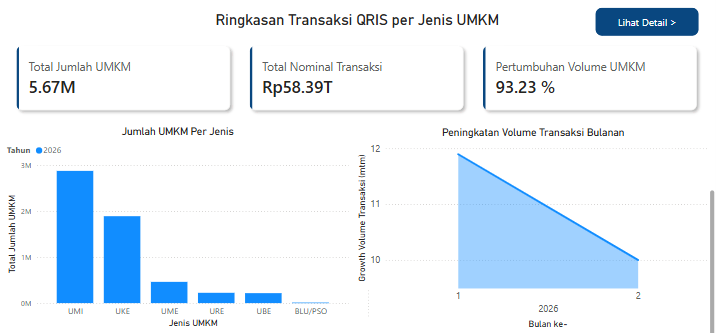 Ringkasan Transaksi QRIS per Jenis UMKM
Lihat Detail >
Total Jumlah UMKM
5.67M
Total Nominal Transaksi
Rp58.39T
Pertumbuhan Volume UMKM
93.23 %
Jumlah UMKM Per Jenis
Tahun 2026
Total Jumlah UMKM
3M
2M
1M
0M
UMI UKE UME URE UBE BLU/PSO
Jenis UMKM
Peningkatan Volume Transaksi Bulanan
Growth Volume Transaksi (mtm)
12
11
10
1 2
2026
Bulan ke-